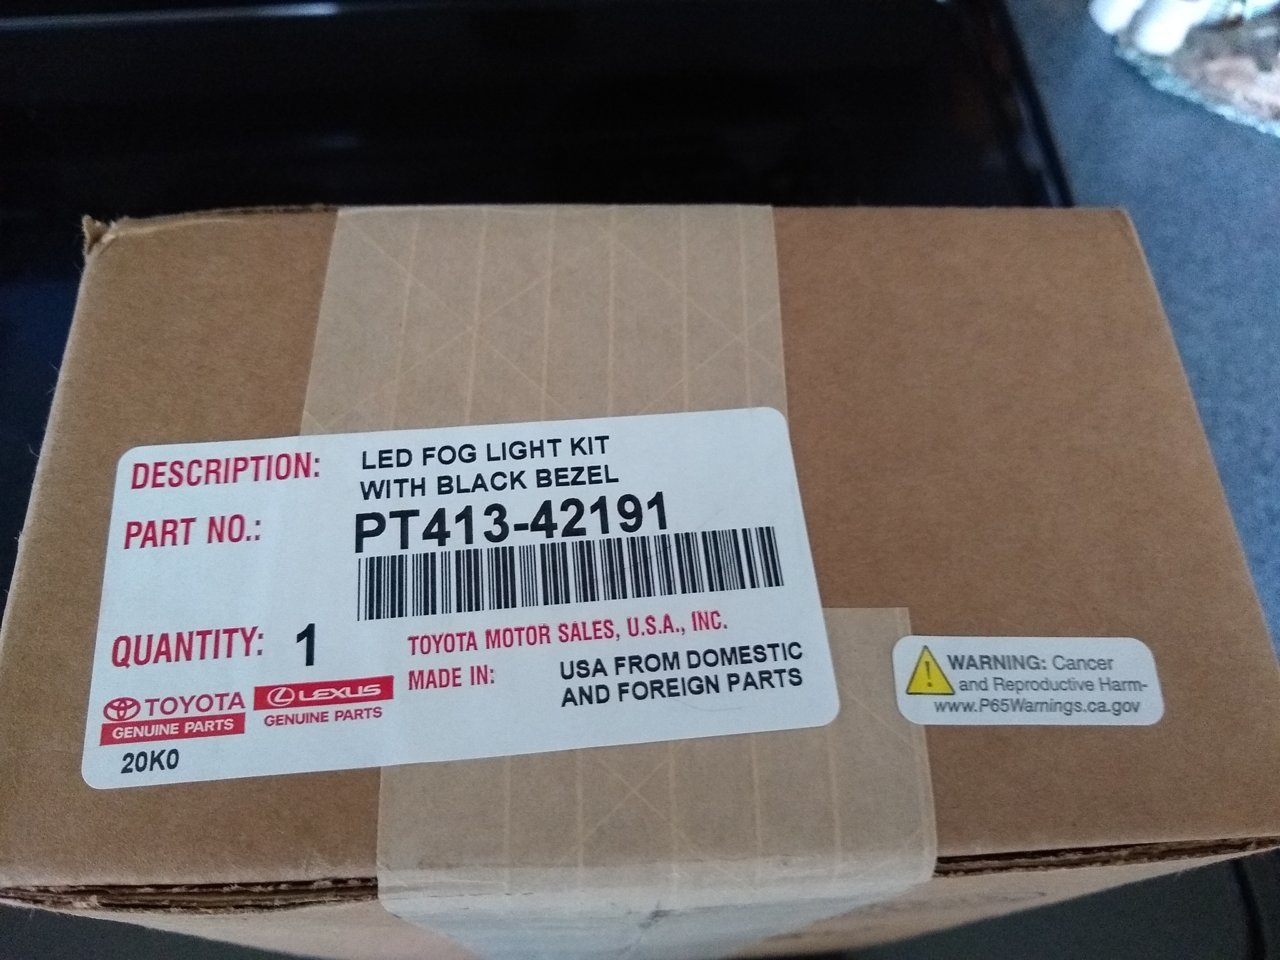 DESCRIPTION: LED FOG LIGHT KIT
WITH BLACK BEZEL
PART NO.: PT413-42191
QUANTITY: 1
TOYOTA MOTOR SALES, U.S.A., INC.
MADE IN: USA FROM DOMESTIC
AND FOREIGN PARTS
TOYOTA
GENUINE PARTS
LEXUS
GENUINE PARTS
20K0
WARNING: Cancer
and Reproductive Harm-
www.P65Warnings.ca.gov